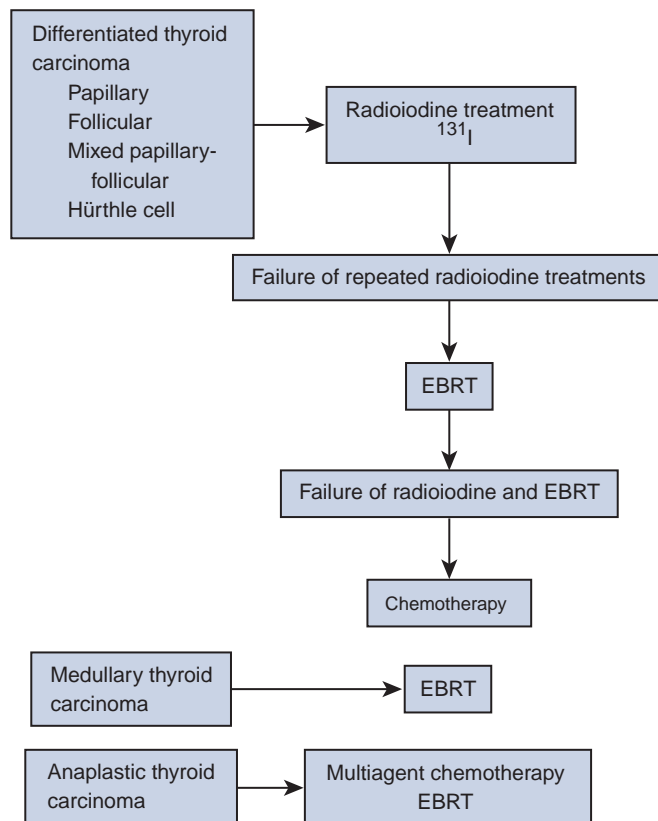 Differentiated thyroid
carcinoma
Papillary
Follicular
Mixed papillary-
follicular
Hürthle cell
Radioiodine treatment
¹³¹I
Failure of repeated radioiodine treatments
EBRT
Failure of radioiodine and EBRT
Chemotherapy
Medullary thyroid
carcinoma
EBRT
Anaplastic thyroid
carcinoma
Multiagent chemotherapy
EBRT